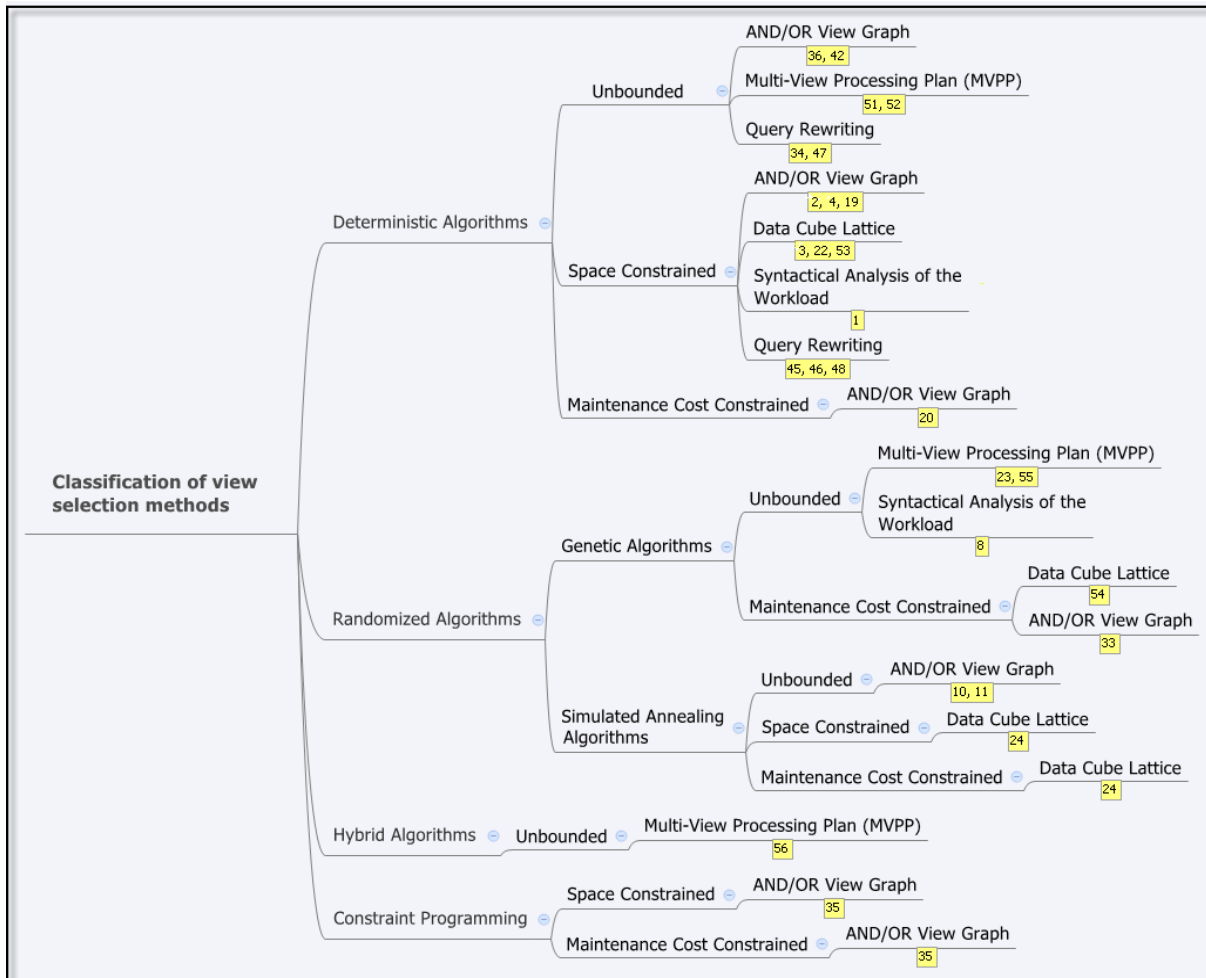 AND/OR View Graph
36, 42
Unbounded
Multi-View Processing Plan (MVPP)
51, 52
Query Rewriting
34, 47
AND/OR View Graph
2, 4, 19
Deterministic Algorithms
Data Cube Lattice
3, 22, 53
Space Constrained
Syntactical Analysis of the
Workload
1
Query Rewriting
45, 46, 48
Maintenance Cost Constrained
AND/OR View Graph
20
Classification of view
selection methods
Multi-View Processing Plan (MVPP)
23, 55
Unbounded
Syntactical Analysis of the
Workload
8
Genetic Algorithms
Data Cube Lattice
54
Maintenance Cost Constrained
AND/OR View Graph
33
Randomized Algorithms
Unbounded
AND/OR View Graph
10, 11
Simulated Annealing
Algorithms
Space Constrained
Data Cube Lattice
24
Maintenance Cost Constrained
Data Cube Lattice
24
Hybrid Algorithms
Unbounded
Multi-View Processing Plan (MVPP)
56
Space Constrained
AND/OR View Graph
35
Constraint Programming
Maintenance Cost Constrained
AND/OR View Graph
35